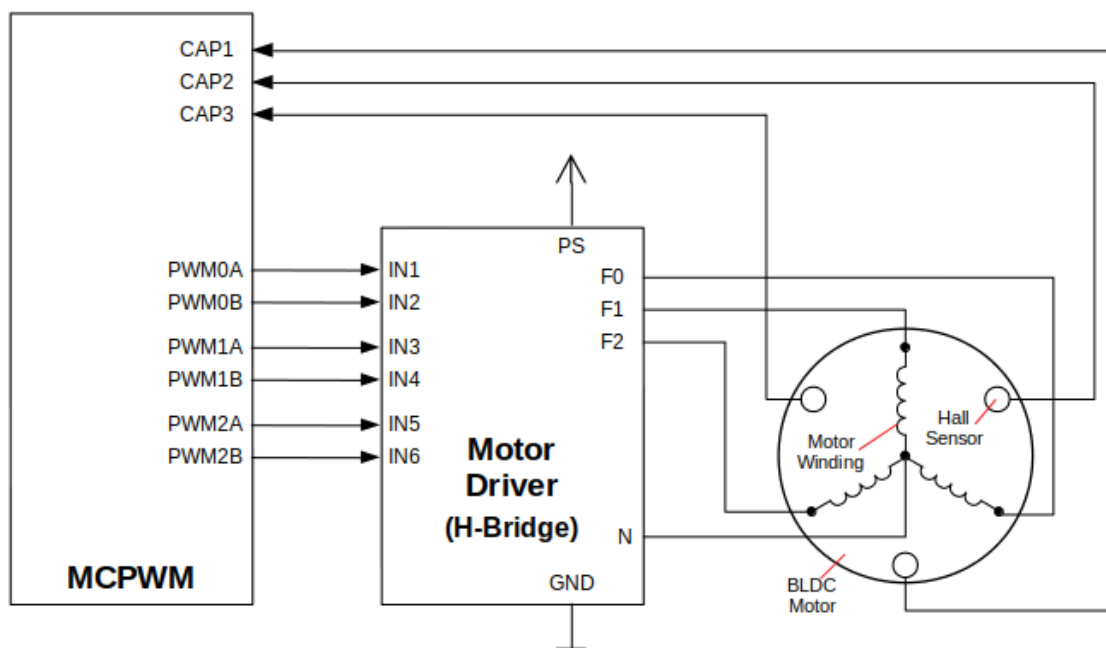 CAP1
CAP2
CAP3
PWM0A
PWM0B
PWM1A
PWM1B
PWM2A
PWM2B
MCPWM
PS
IN1
IN2
IN3
IN4
IN5
IN6
F0
F1
F2
Motor
Driver
(H-Bridge)
N
GND
Motor
Winding
Hall
Sensor
BLDC
Motor